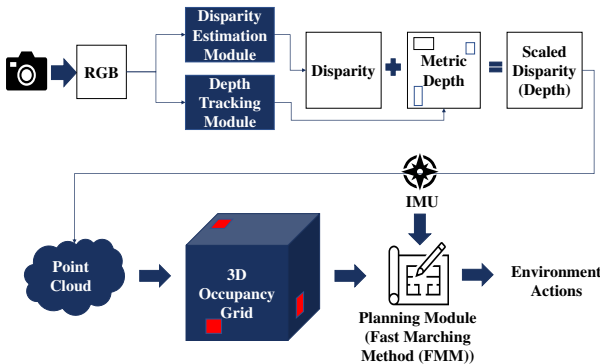 Disparity
Estimation
Module
RGB
Depth
Tracking
Module
Disparity
Metric
Depth
Scaled
Disparity
(Depth)
IMU
Point
Cloud
3D
Occupancy
Grid
Planning Module
(Fast Marching
Method (FMM))
Environment
Actions